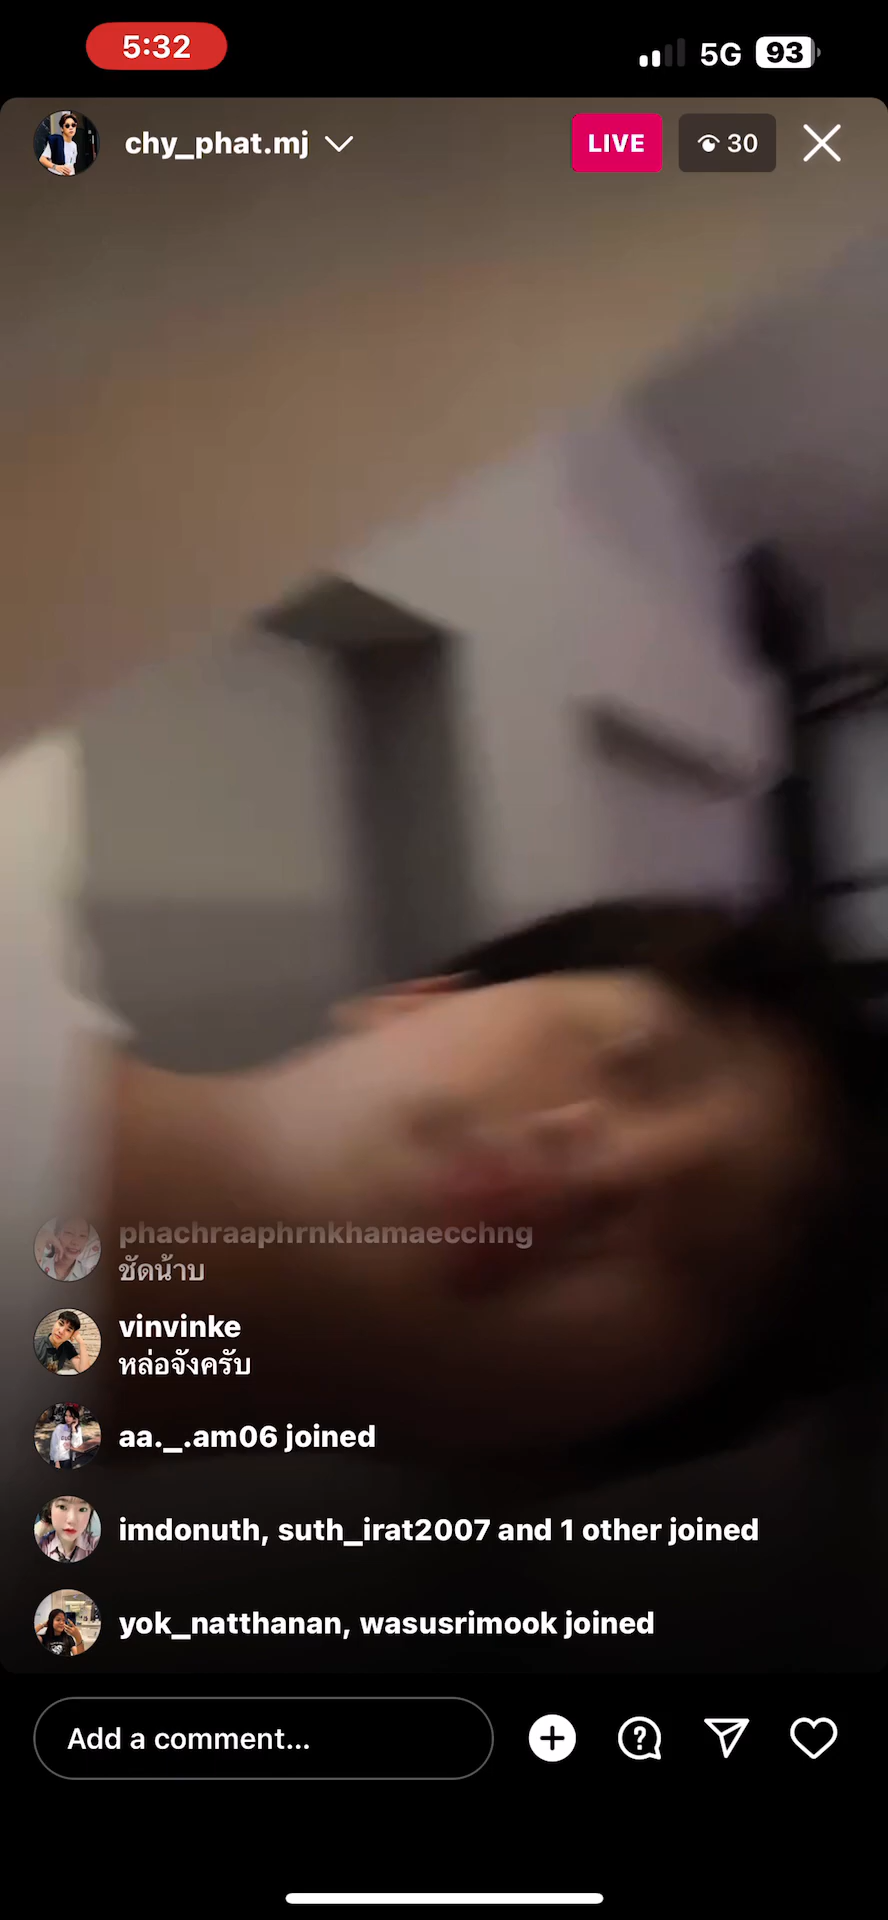 5:32
5G 93
chy_phat.mj
LIVE
30
phachraaphrnkhamaecchng
ชัดน้าบ
vinvinke
หล่อจังครับ
aa._.am06 joined
imdonuth, suth_irat2007 and 1 other joined
yok_natthanan, wasusrimook joined
Add a comment...
?